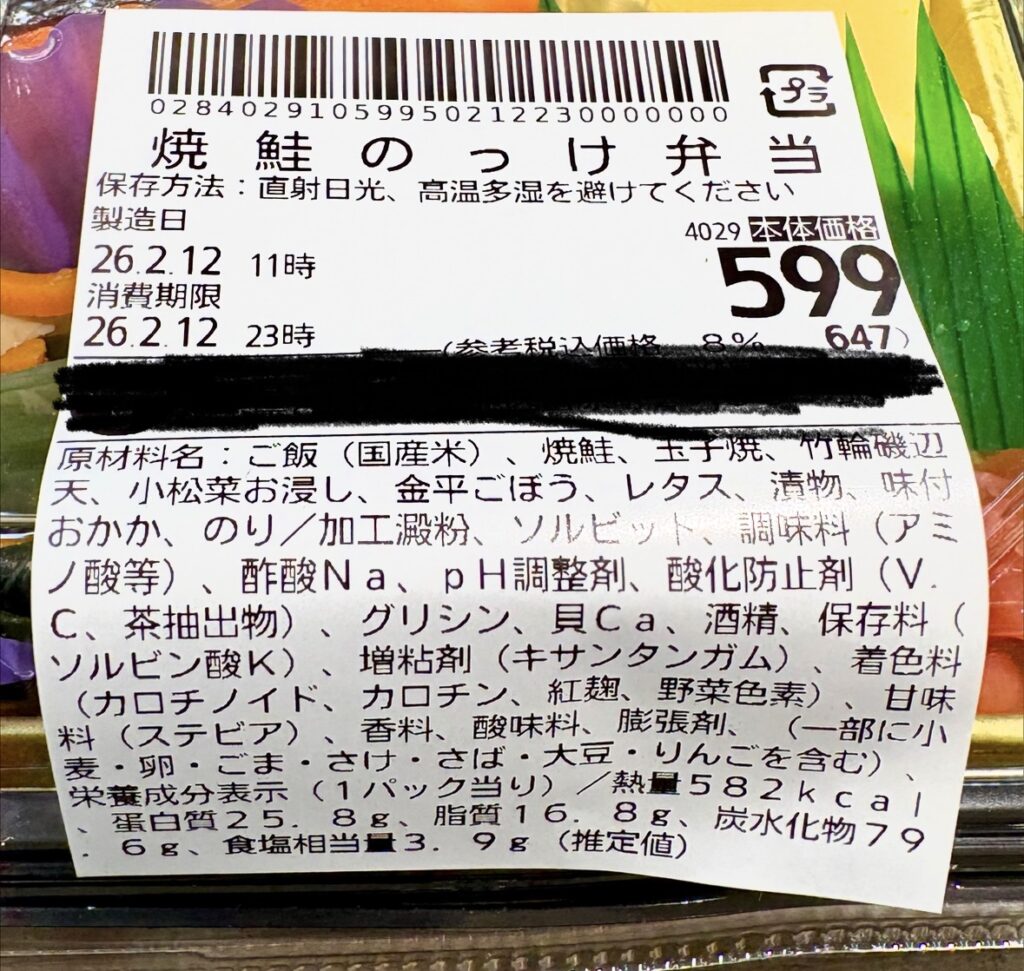 0284029105995021223000000​0
プラ
焼鮭のっけ弁当
保存方法：直射日光、高温多湿を避けてください
製造日
4029 本体価格
26.2.12 11時
599
消費期限
26.2.12 23時
(参考税込価格 8% 647)
原材料名：ご飯（国産米）、焼鮭、玉子焼、竹輪磯辺
天、小松菜お浸し、金平ごぼう、レタス、漬物、味付
おかか、のり／加工澱粉、ソルビット、調味料（アミ
ノ酸等）、酢酸Ｎａ、ｐＨ調整剤、酸化防止剤（Ｖ．
Ｃ、茶抽出物）、グリシン、貝Ｃａ、酒精、保存料（
ソルビン酸Ｋ）、増粘剤（キサンタンガム）、着色料
（カロチノイド、カロチン、紅麹、野菜色素）、甘味
料（ステビア）、香料、酸味料、膨張剤、（一部に小
麦・卵・ごま・さけ・さば・大豆・りんごを含む）、
栄養成分表示（１パック当り）／熱量５８２ｋｃａｌ
、蛋白質２５．８ｇ、脂質１６．８ｇ、炭水化物７９
．６ｇ、食塩相当量３．９ｇ（推定値）